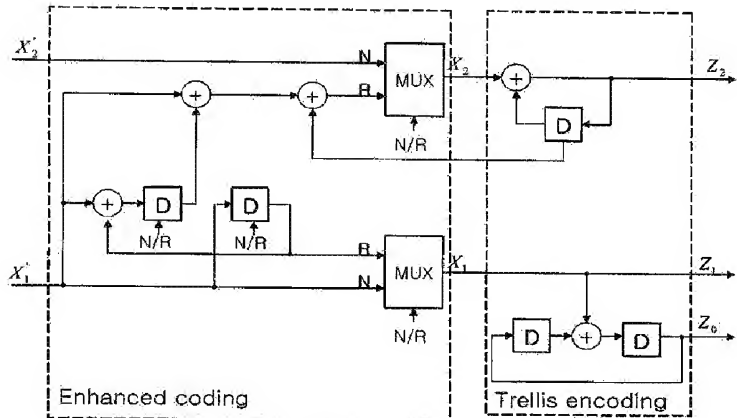 X'2 N X2 Z2
MUX
R
D
N/R
D D
N/R N/R
R
X'1 N X1 Z1
MUX
N/R
D D Z0
Enhanced coding Trellis encoding